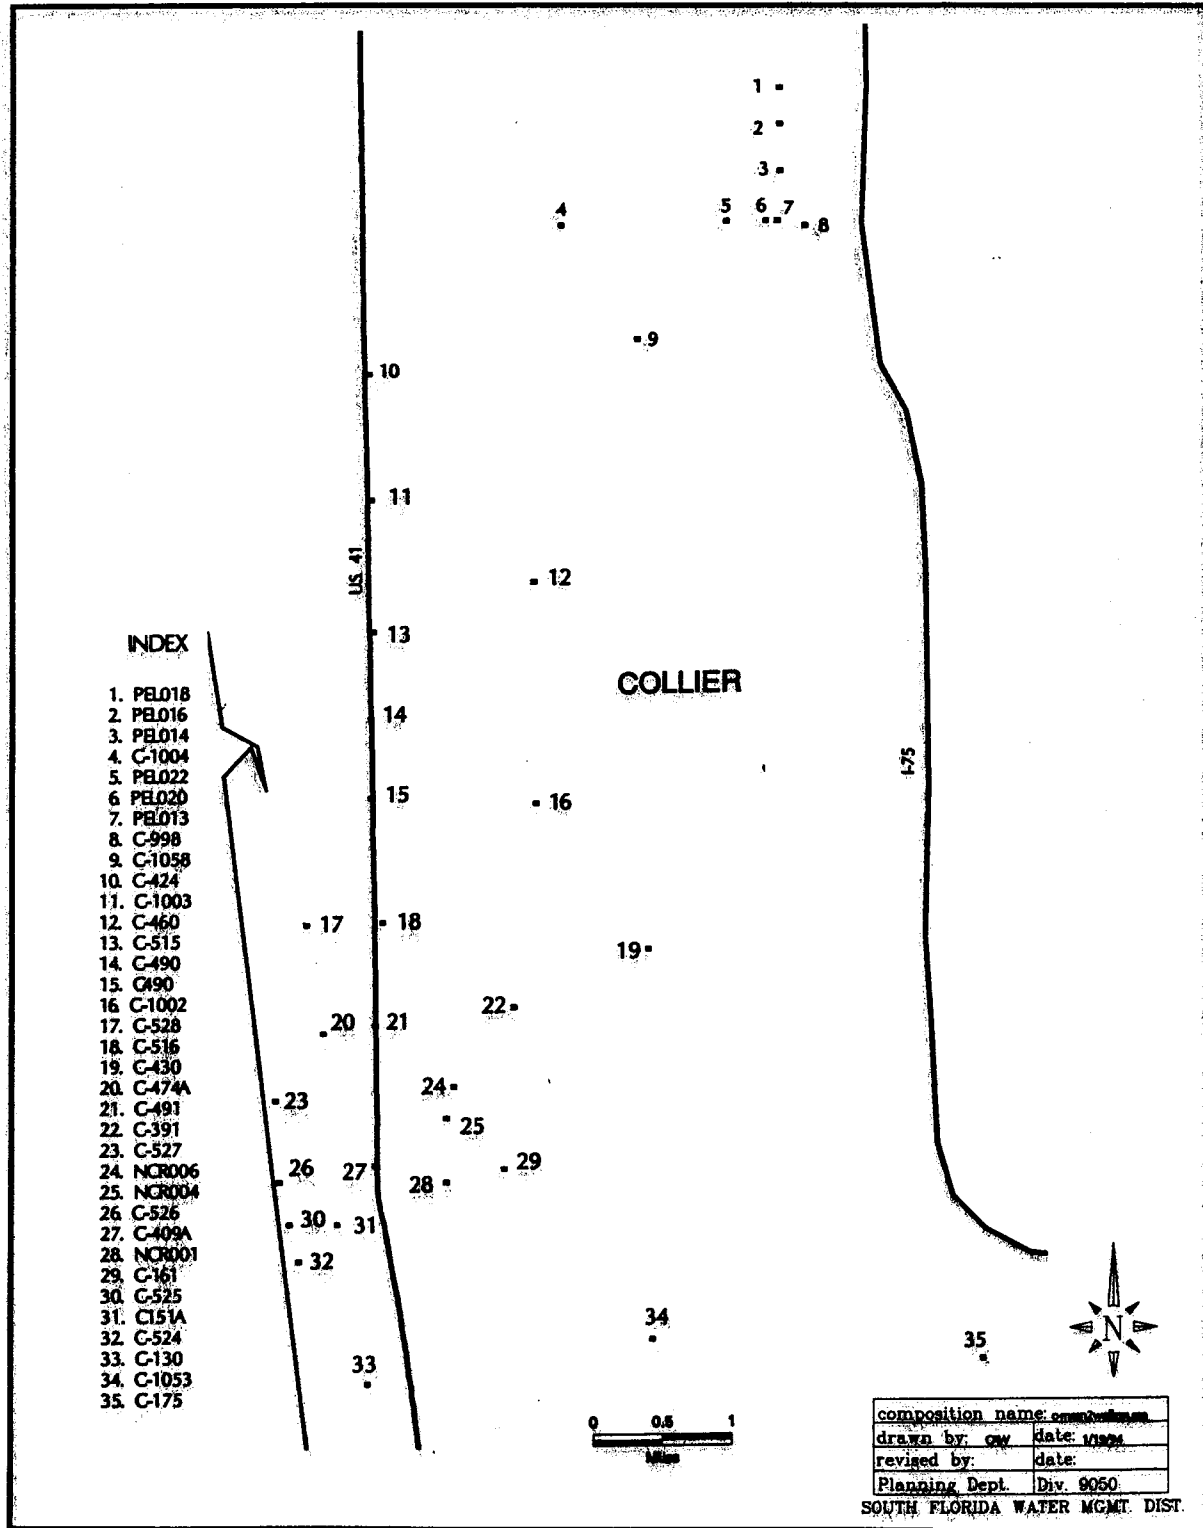 1
2
3
4
5
6
7
8
9
10
11
US 41
12
13
INDEX
COLLIER
1. PEL018
2. PEL016
3. PEL014
4. C-1004
5. PEL022
6. PEL020
7. PEL013
8. C-998
9. C-1058
10. C-424
11. C-1003
12. C-460
13. C-515
14. C-490
15. C490
16. C-1002
17. C-528
18. C-516
19. C-430
20. C-474A
21. C-491
22. C-391
23. C-527
24. NCR006
25. NCR004
26. C-526
27. C-409A
28. NCR001
29. C-161
30. C-525
31. C151A
32. C-524
33. C-130
34. C-1053
35. C-175
14
I-75
15
16
17
18
19
20
21
22
23
24
25
26
27
28
29
30
31
32
33
34
35
N
0 0.5 1
Miles
composition name:
drawn by: date:
revised by: date:
Planning Dept. Div. 9050
SOUTH FLORIDA WATER MGMT. DIST.